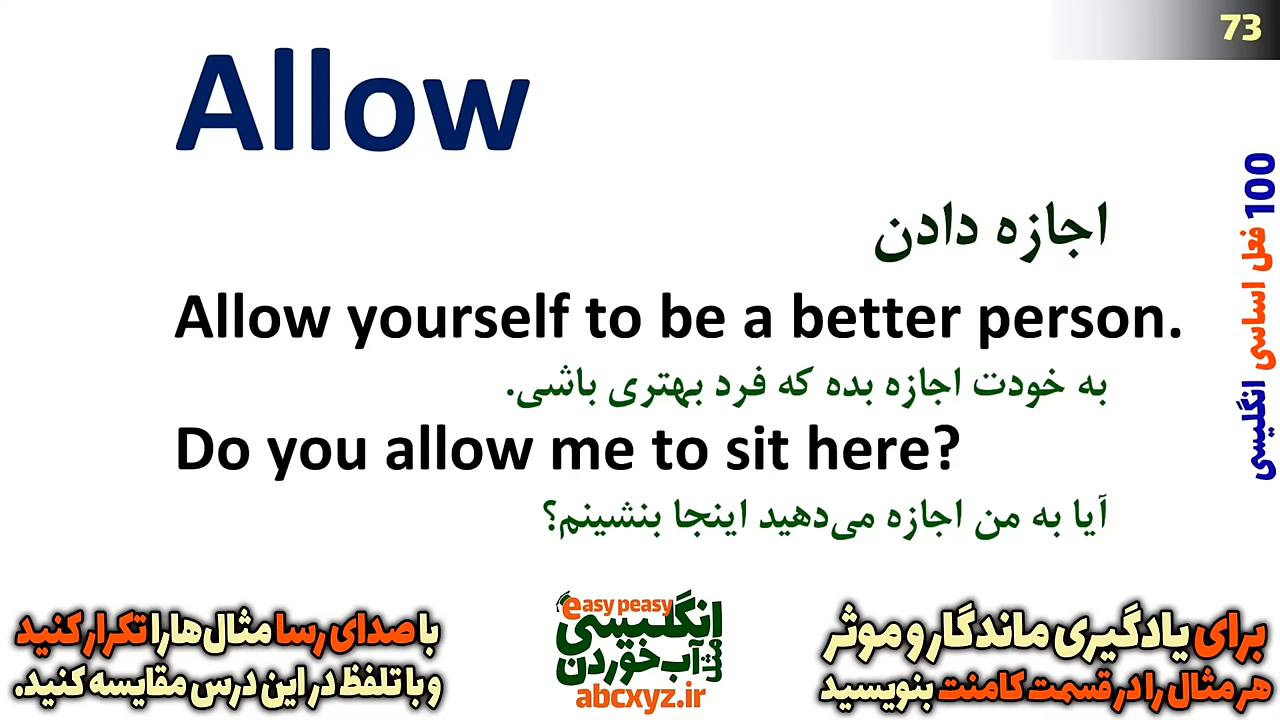 73
Allow
اجازه دادن
Allow yourself to be a better person.
به خودت اجازه بده که فرد بهتری باشی.
Do you allow me to sit here?
آیا به من اجازه می‌دهید اینجا بنشینم؟
100 فعل اساسی انگلیسی
برای یادگیری ماندگار و موثر
هر مثال را در قسمت کامنت بنویسید
easy peasy
انگلیسی
مثل آب خوردن
abcxyz.ir
با صدای رسا مثال‌ها را تکرار کنید
و با تلفظ در این درس مقایسه کنید.